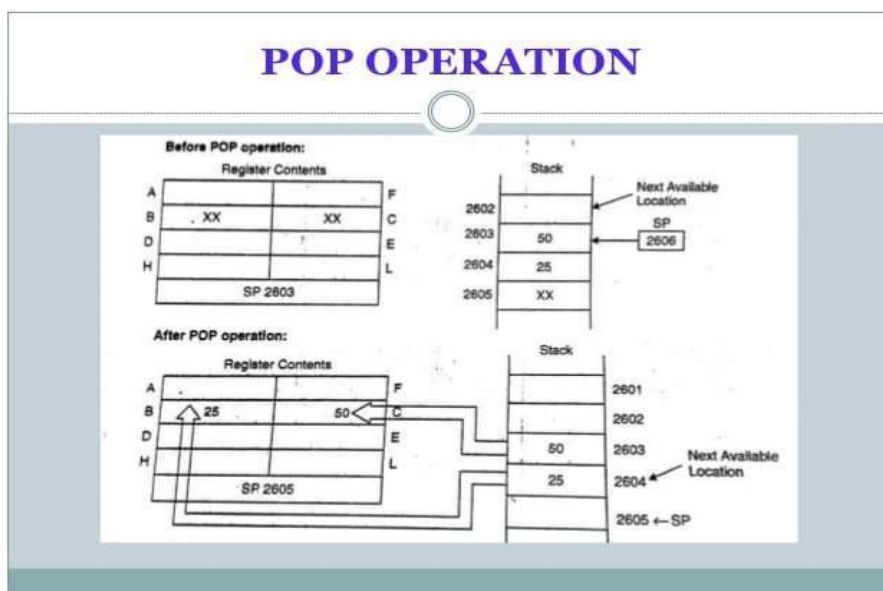 POP OPERATION
Before POP operation:
Register Contents
A F
B XX XX C
D E
H L
SP 2603
Stack
Next Available
Location
2602
SP
2603 50 2606
2604 25
2605 XX
After POP operation:
Register Contents
A F
B 25 50 C
D E
H L
SP 2605
Stack
2601
2602
50 2603
Next Available
Location
25 2604
2605 ←SP